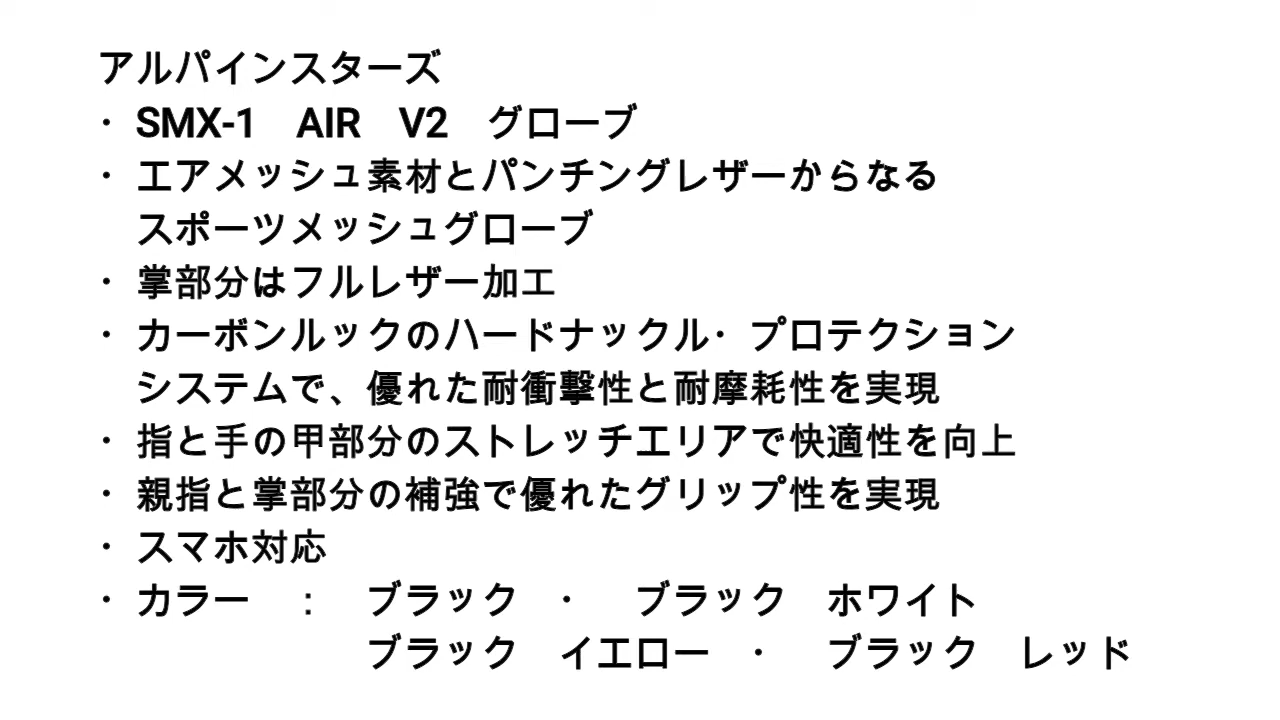 アルパインスターズ
・SMX-1　AIR　V2　グローブ
・エアメッシュ素材とパンチングレザーからなる
スポーツメッシュグローブ
・掌部分はフルレザー加工
・カーボンルックのハードナックル・プロテクション
システムで、優れた耐衝撃性と耐摩耗性を実現
・指と手の甲部分のストレッチエリアで快適性を向上
・親指と掌部分の補強で優れたグリップ性を実現
・スマホ対応
・カラー　：　ブラック　・　ブラック　ホワイト
ブラック　イエロー　・　ブラック　レッド